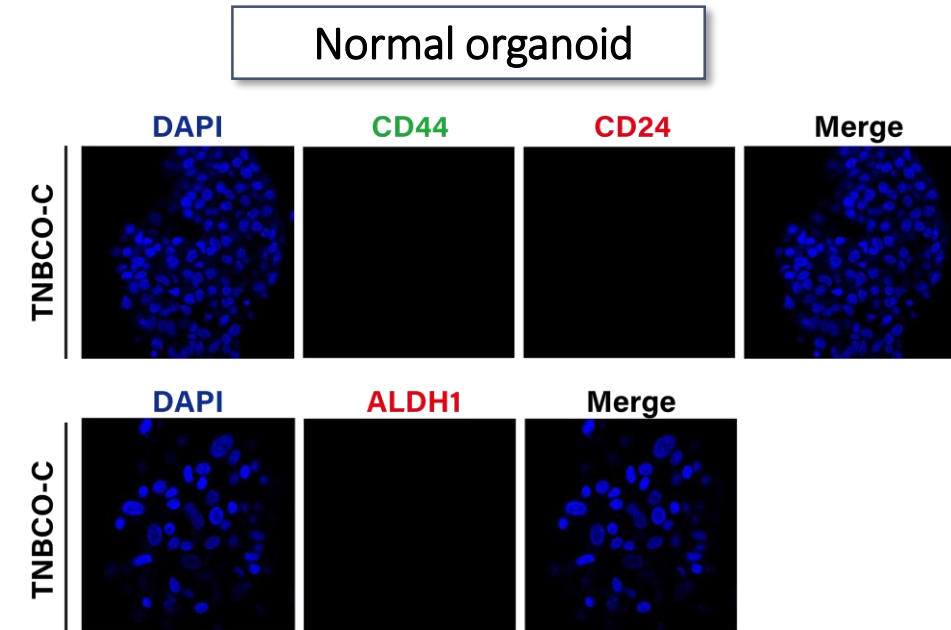 Normal organoid
DAPI CD44 CD24 Merge
TNBCO-C
DAPI ALDH1 Merge
TNBCO-C